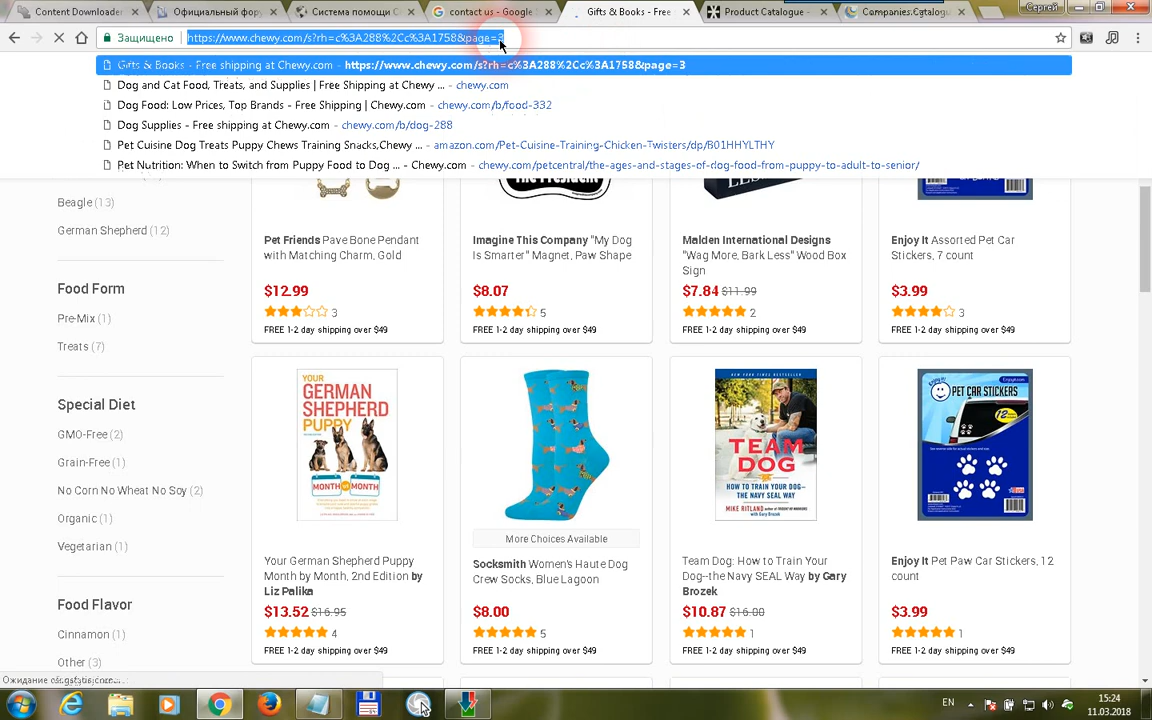 Content Downloader
Официальный фор
Система помощи С
contact us - Google
Gifts & Books - Free
Product Catalogue -
Companies.Catalog
Сергей
Защищено
https://www.chewy.com/s?rh=c%3A288%2Cc%3A1758&page=3
Gifts & Books - Free shipping at Chewy.com - https://www.chewy.com/s?rh=c%3A288%2Cc%3A1758&page=3
Dog and Cat Food, Treats, and Supplies | Free Shipping at Chewy ... - chewy.com
Dog Food: Low Prices, Top Brands - Free Shipping | Chewy.com - chewy.com/b/food-332
Dog Supplies - Free shipping at Chewy.com - chewy.com/b/dog-288
Pet Cuisine Dog Treats Puppy Chews Training Snacks,Chewy ... - amazon.com/Pet-Cuisine-Training-Chicken-Twisters/dp/B01HHYLTHY
Pet Nutrition: When to Switch from Puppy Food to Dog ... - Chewy.com - chewy.com/petcentral/the-ages-and-stages-of-dog-food-from-puppy-to-adult-to-senior/
Beagle (13)
German Shepherd (12)
Food Form
Pre-Mix (1)
Treats (7)
Special Diet
GMO-Free (2)
Grain-Free (1)
No Corn No Wheat No Soy (2)
Organic (1)
Vegetarian (1)
Food Flavor
Cinnamon (1)
Other (3)
Pet Friends Pave Bone Pendant
with Matching Charm, Gold
$12.99
3
FREE 1-2 day shipping over $49
Imagine This Company "My Dog
Is Smarter" Magnet, Paw Shape
$8.07
5
FREE 1-2 day shipping over $49
Malden International Designs
"Wag More, Bark Less" Wood Box
Sign
$7.84 $11.99
2
FREE 1-2 day shipping over $49
Enjoy It Assorted Pet Car
Stickers, 7 count
$3.99
3
FREE 1-2 day shipping over $49
YOUR
GERMAN
SHEPHERD
PUPPY
MONTH BY MONTH
Your German Shepherd Puppy
Month by Month, 2nd Edition by
Liz Palika
$13.52 $16.95
4
FREE 1-2 day shipping over $49
More Choices Available
Socksmith Women's Haute Dog
Crew Socks, Blue Lagoon
$8.00
5
FREE 1-2 day shipping over $49
TEAM
DOG
HOW TO TRAIN YOUR DOG—
THE NAVY SEAL WAY
MIKE RITLAND
Team Dog: How to Train Your
Dog--the Navy SEAL Way by Gary
Brozek
$10.87 $16.00
1
FREE 1-2 day shipping over $49
Enjoy it
PET CAR STICKERS
12
Enjoy It Pet Paw Car Stickers, 12
count
$3.99
1
FREE 1-2 day shipping over $49
EN
15:24
11.03.2018